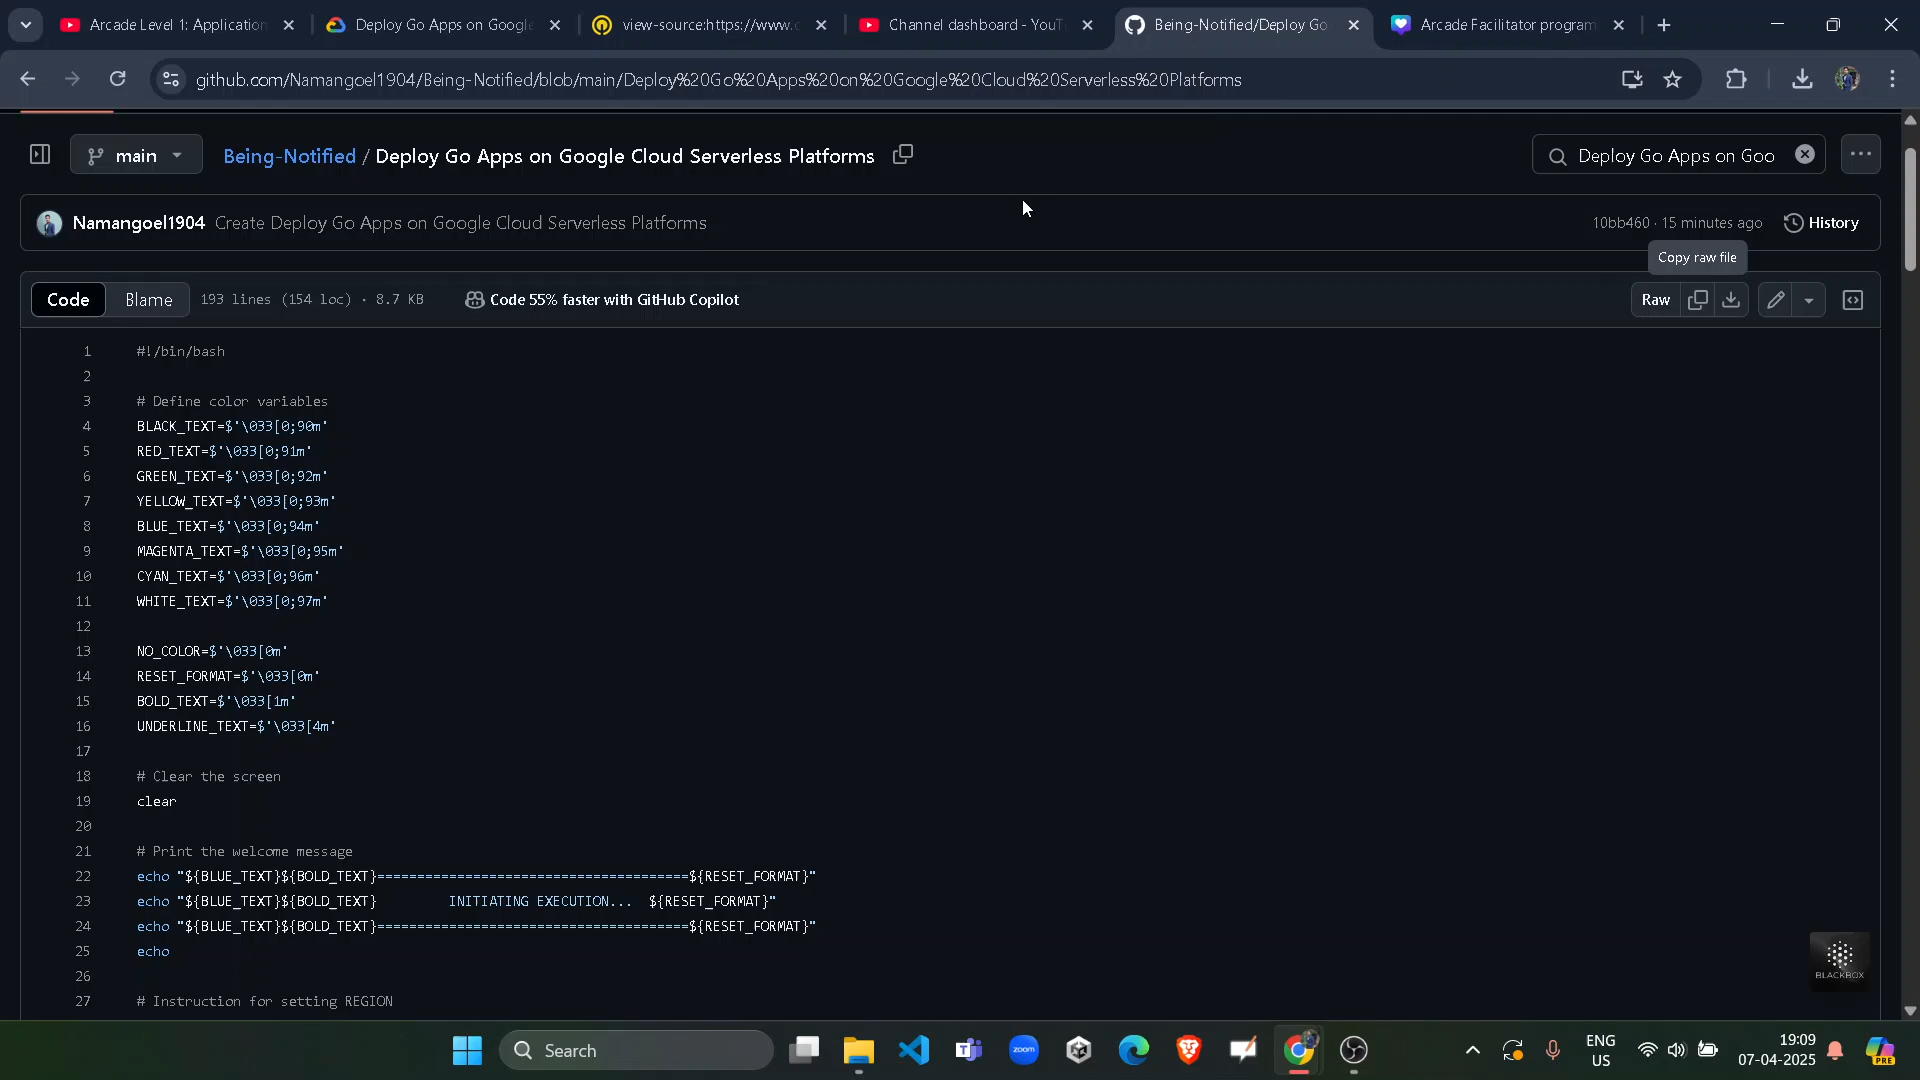 Arcade Level 1: Application
Deploy Go Apps on Google
view-source:https://www.c
Channel dashboard - YouT
Being-Notified/Deploy Go
Arcade Facilitator program
github.com/Namangoel1904/Being-Notified/blob/main/Deploy%20Go%20Apps%20on%20Google%20Cloud%20Serverless%20Platforms
main
Being-Notified / Deploy Go Apps on Google Cloud Serverless Platforms
Deploy Go Apps on Goo
Namangoel1904 Create Deploy Go Apps on Google Cloud Serverless Platforms
10bb460 · 15 minutes ago
History
Copy raw file
Code
Blame
193 lines (154 loc) · 8.7 KB
Code 55% faster with GitHub Copilot
Raw
1 #!/bin/bash
2
3 # Define color variables
4 BLACK_TEXT=$'\033[0;90m'
5 RED_TEXT=$'\033[0;91m'
6 GREEN_TEXT=$'\033[0;92m'
7 YELLOW_TEXT=$'\033[0;93m'
8 BLUE_TEXT=$'\033[0;94m'
9 MAGENTA_TEXT=$'\033[0;95m'
10 CYAN_TEXT=$'\033[0;96m'
11 WHITE_TEXT=$'\033[0;97m'
12
13 NO_COLOR=$'\033[0m'
14 RESET_FORMAT=$'\033[0m'
15 BOLD_TEXT=$'\033[1m'
16 UNDERLINE_TEXT=$'\033[4m'
17
18 # Clear the screen
19 clear
20
21 # Print the welcome message
22 echo "${BLUE_TEXT}${BOLD_TEXT}=======================================${RESET_FORMAT}"
23 echo "${BLUE_TEXT}${BOLD_TEXT}         INITIATING EXECUTION...  ${RESET_FORMAT}"
24 echo "${BLUE_TEXT}${BOLD_TEXT}=======================================${RESET_FORMAT}"
25 echo
26
27 # Instruction for setting REGION
BLACKBOX
Search
zoom
ENG
US
19:09
07-04-2025
PRE